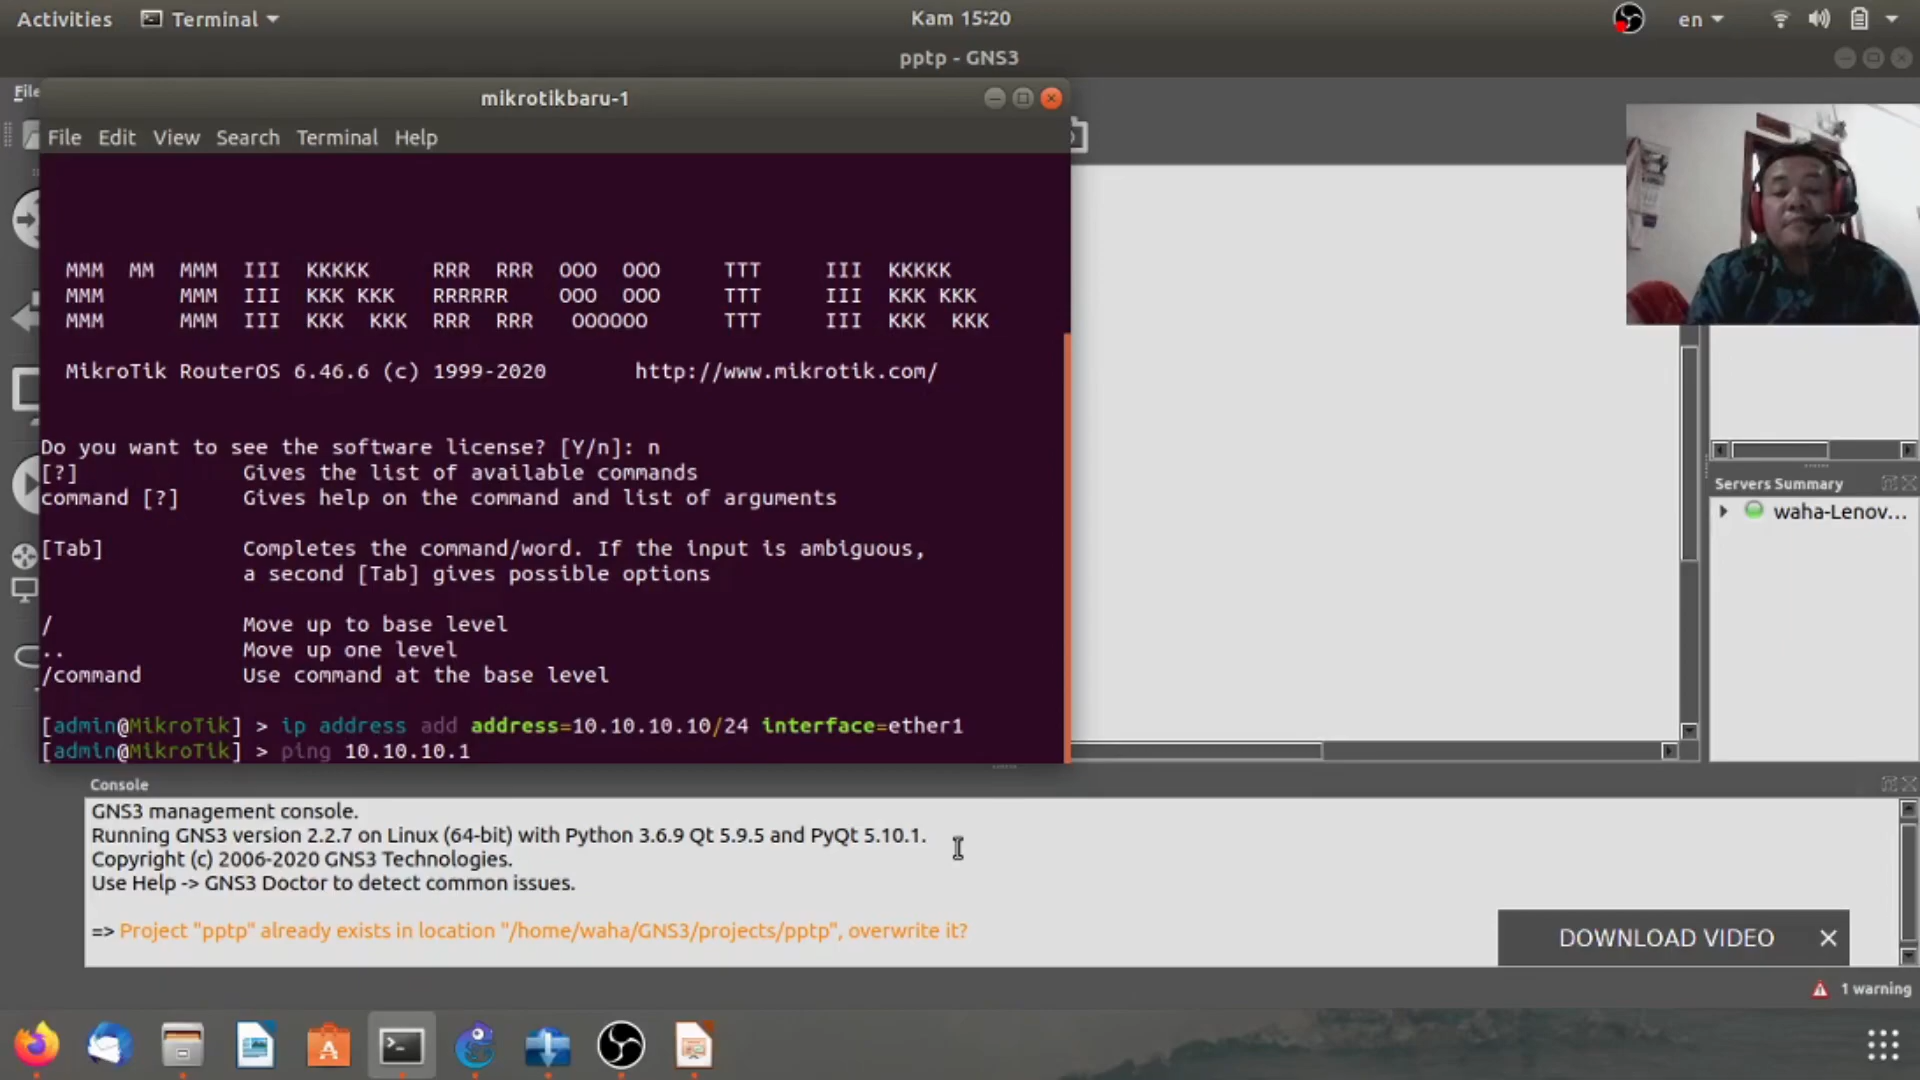 Activities
Terminal
Kam 15:20
en
pptp - GNS3
File
mikrotikbaru-1
File Edit View Search Terminal Help
MMM MM MMM III KKKKK RRR RRR OOO OOO TTT III KKKKK
MMM MMM III KKK KKK RRRRRR OOO OOO TTT III KKK KKK
MMM MMM III KKK KKK RRR RRR OOOOOO TTT III KKK KKK
MikroTik RouterOS 6.46.6 (c) 1999-2020 http://www.mikrotik.com/
Do you want to see the software license? [Y/n]: n
[?] Gives the list of available commands
command [?] Gives help on the command and list of arguments
[Tab] Completes the command/word. If the input is ambiguous,
a second [Tab] gives possible options
/ Move up to base level
.. Move up one level
/command Use command at the base level
[admin@MikroTik] > ip address add address=10.10.10.10/24 interface=ether1
[admin@MikroTik] > ping 10.10.10.1
Servers Summary
waha-Lenov...
Console
GNS3 management console.
Running GNS3 version 2.2.7 on Linux (64-bit) with Python 3.6.9 Qt 5.9.5 and PyQt 5.10.1.
Copyright (c) 2006-2020 GNS3 Technologies.
Use Help -> GNS3 Doctor to detect common issues.
=> Project "pptp" already exists in location "/home/waha/GNS3/projects/pptp", overwrite it?
DOWNLOAD VIDEO
1 warning